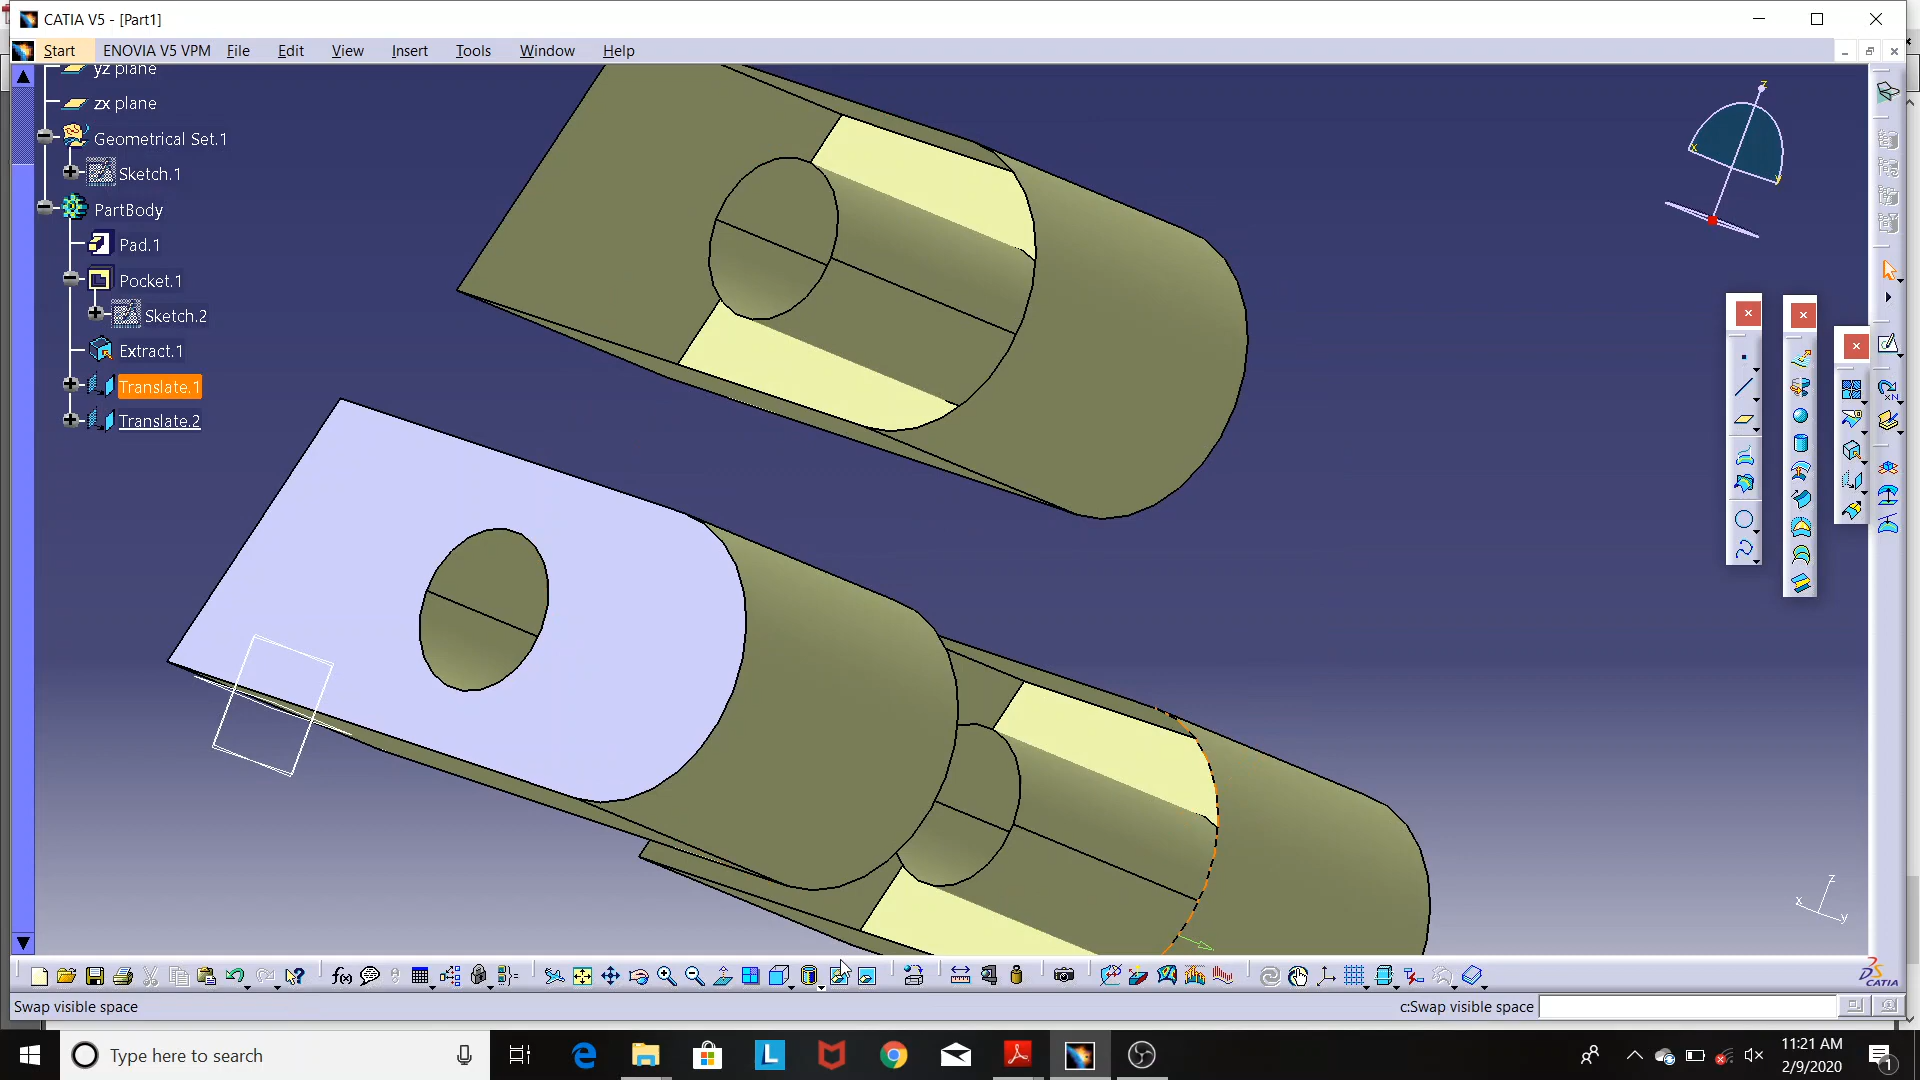 CATIA V5 - [Part1]
Start ENOVIA V5 VPM File Edit View Insert Tools Window Help
yz plane
zx plane
Geometrical Set.1
Sketch.1
PartBody
Pad.1
Pocket.1
Sketch.2
Extract.1
Translate.1
Translate.2
z
x
y
z
x
y
f(x)
CATIA
Swap visible space
c:Swap visible space
Type here to search
L
11:21 AM
2/9/2020
1